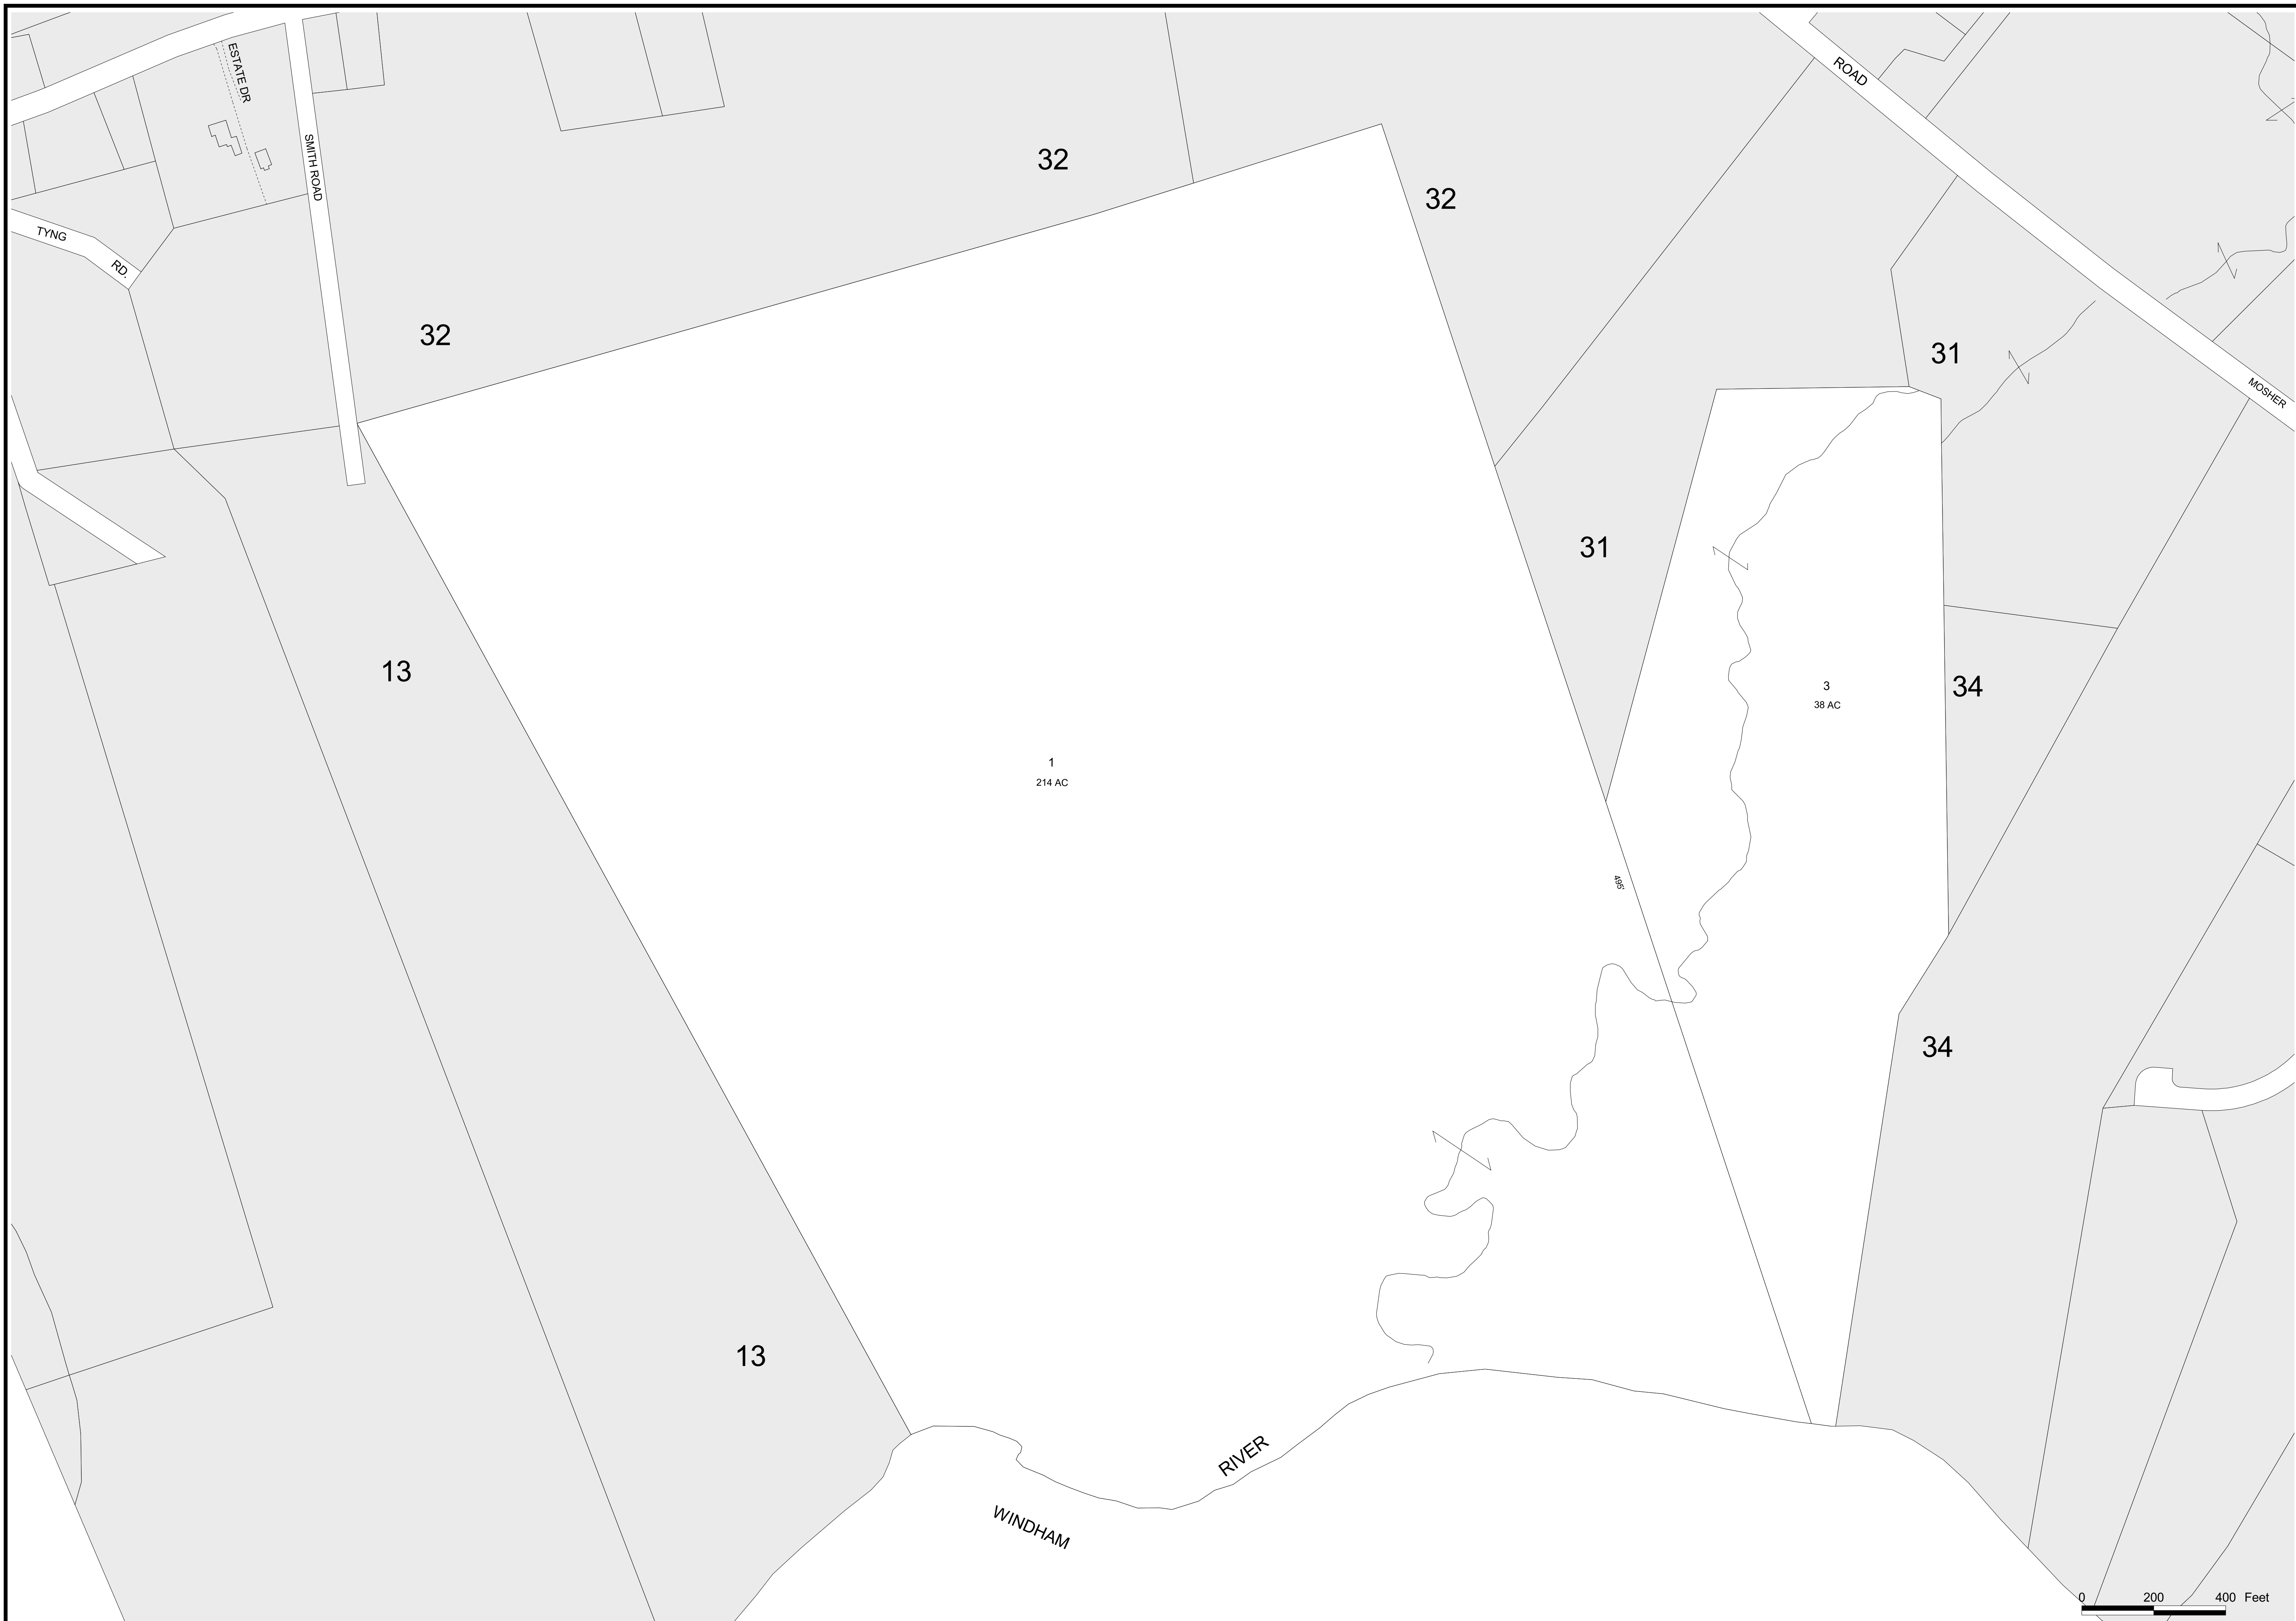 ESTATE DR
SMITH ROAD
TYNG
RD.
ROAD
MOSHER
32
32
32
31
31
13
34
3
38 AC
1
214 AC
495'
34
13
RIVER
WINDHAM
0 200 400 Feet